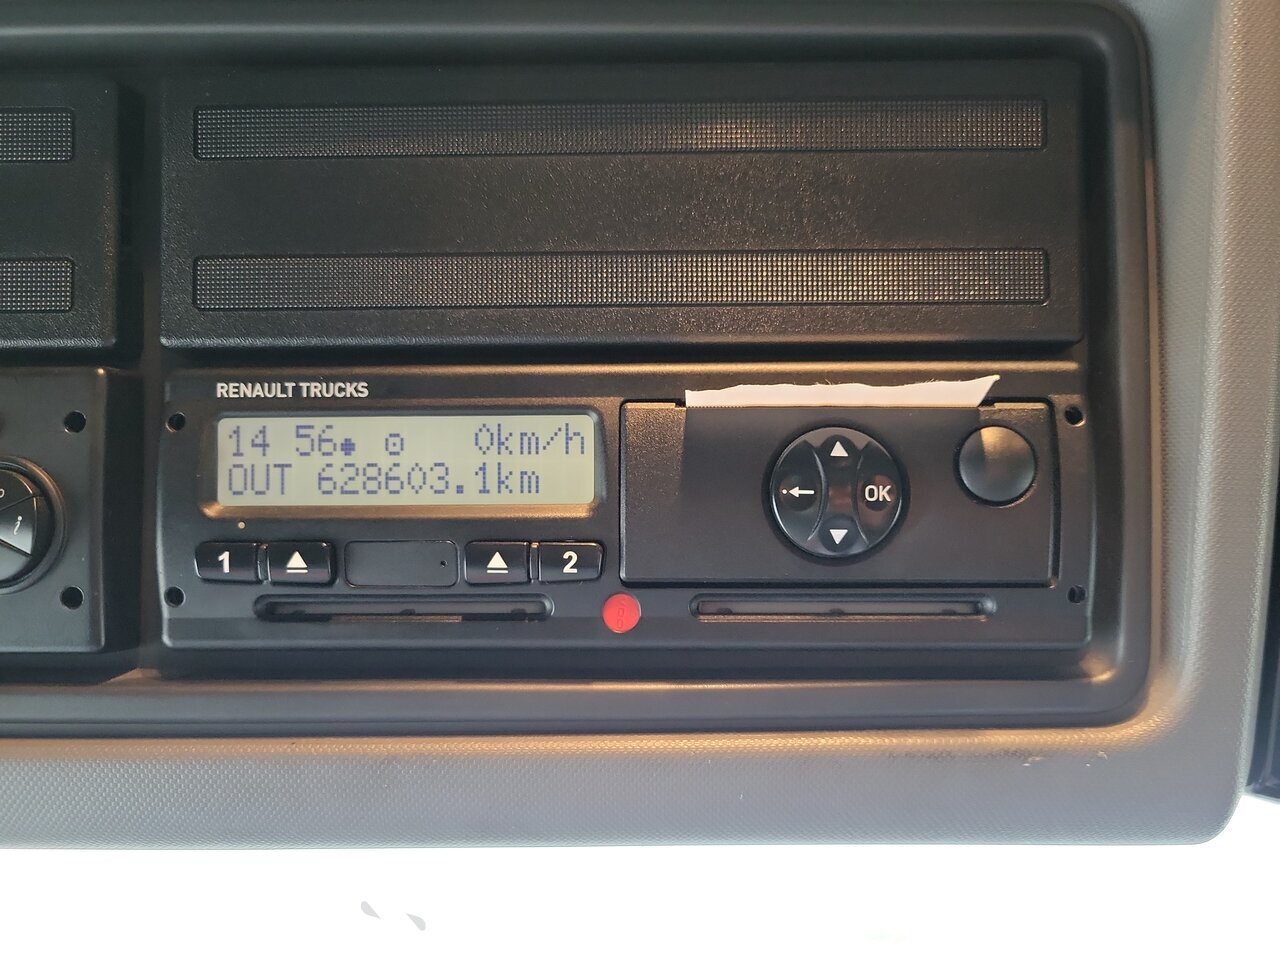 RENAULT TRUCKS
14 56 0km/h
OUT 628603.1km
OK
1 2
i